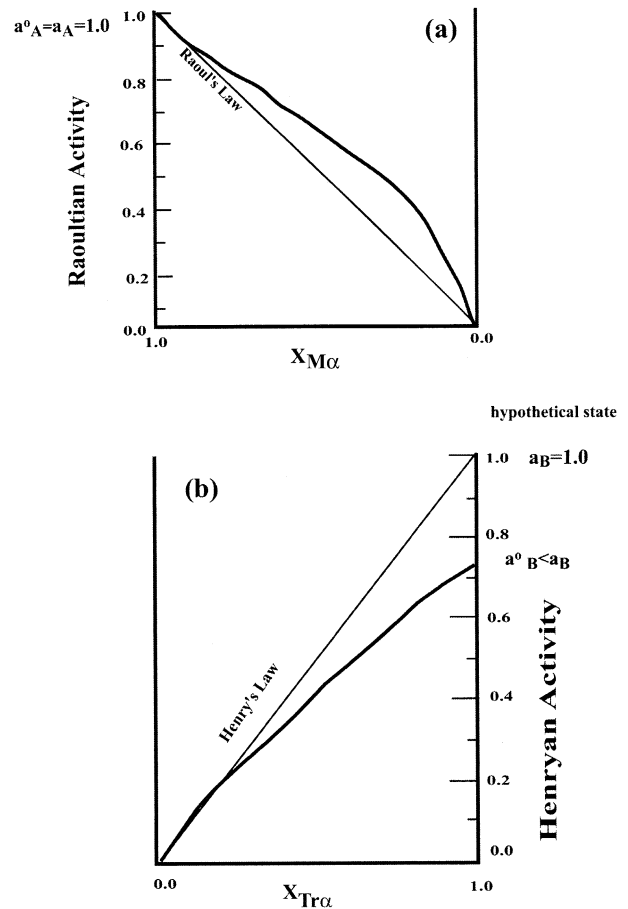 (a)
a°A=aA=1.0
1.0
0.8
0.6
0.4
0.2
0.0
Raoultian Activity
Raoul's Law
1.0
0.0
XMα
hypothetical state
(b)
1.0
aB=1.0
0.8
a° B<aB
0.6
0.4
0.2
0.0
Henryan Activity
Henry's Law
0.0
1.0
XTrα